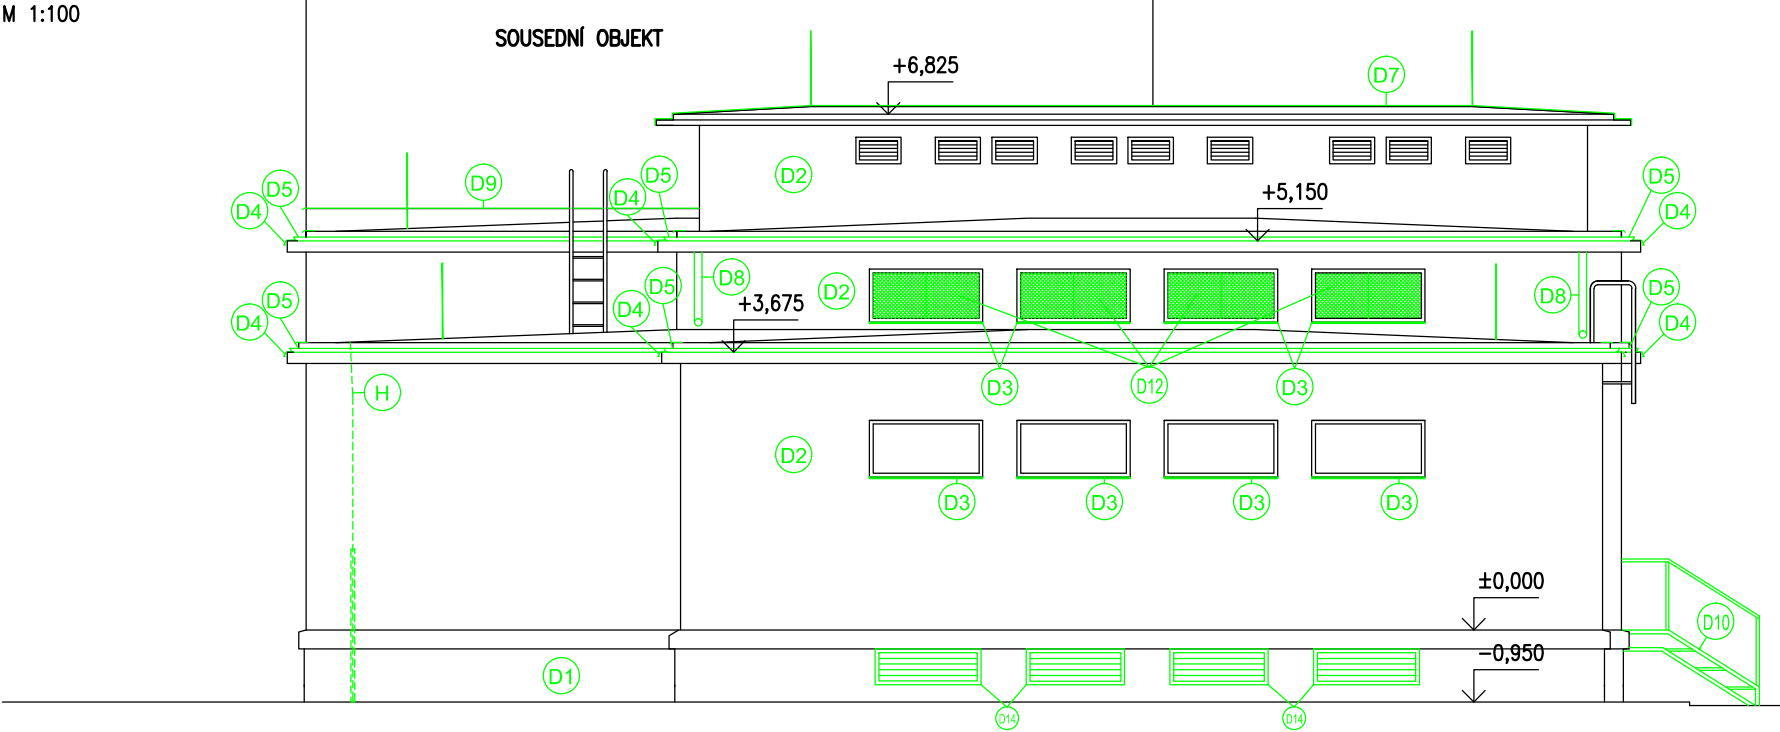 M 1:100
SOUSEDNÍ OBJEKT
+6,825
D7
D2
D9
D5
D4
D5
D4
+5,150
D5
D4
D8
D2
D8
D5
D4
D5
D4
+3,675
D5
D4
H
D3
D12
D3
D2
D3
D3
D3
D3
±0,000
D10
-0,950
D1
D14
D14